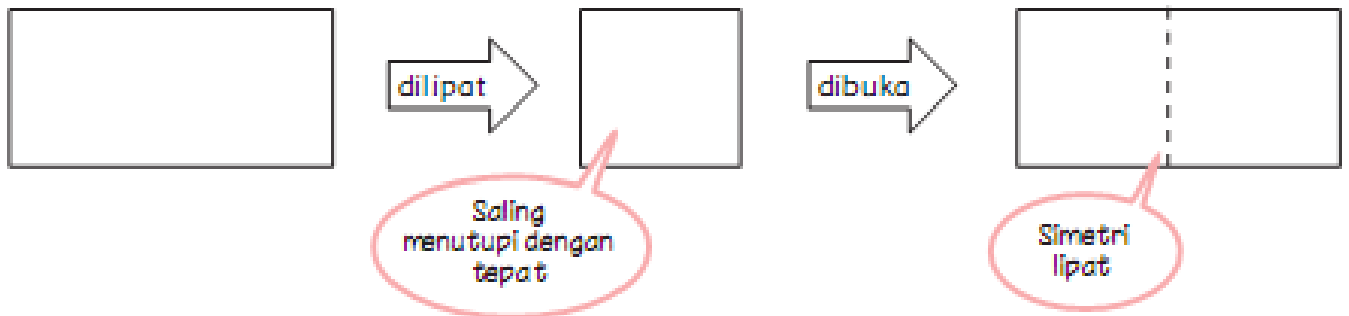 dilipat
dibuka
Saling
menutupi dengan
tepat
Simetri
lipat